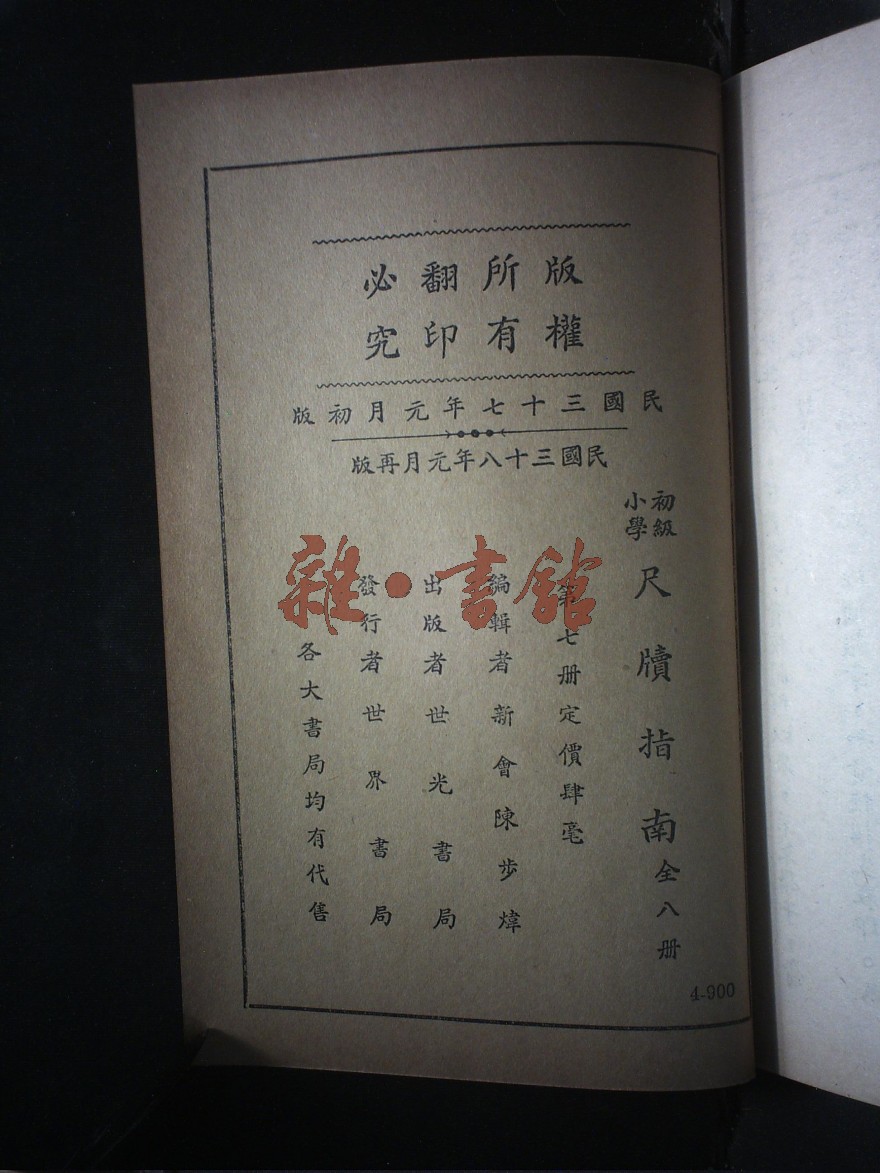 版權所有翻印必究
民國三十七年元月初版
民國三十八年元月再版
初級小學
尺牘指南全八册
第七册定價肆毫
編輯者新會陳步煒
出版者世光書局
發行者世界書局
各大書局均有代售
4-900
雜·書館